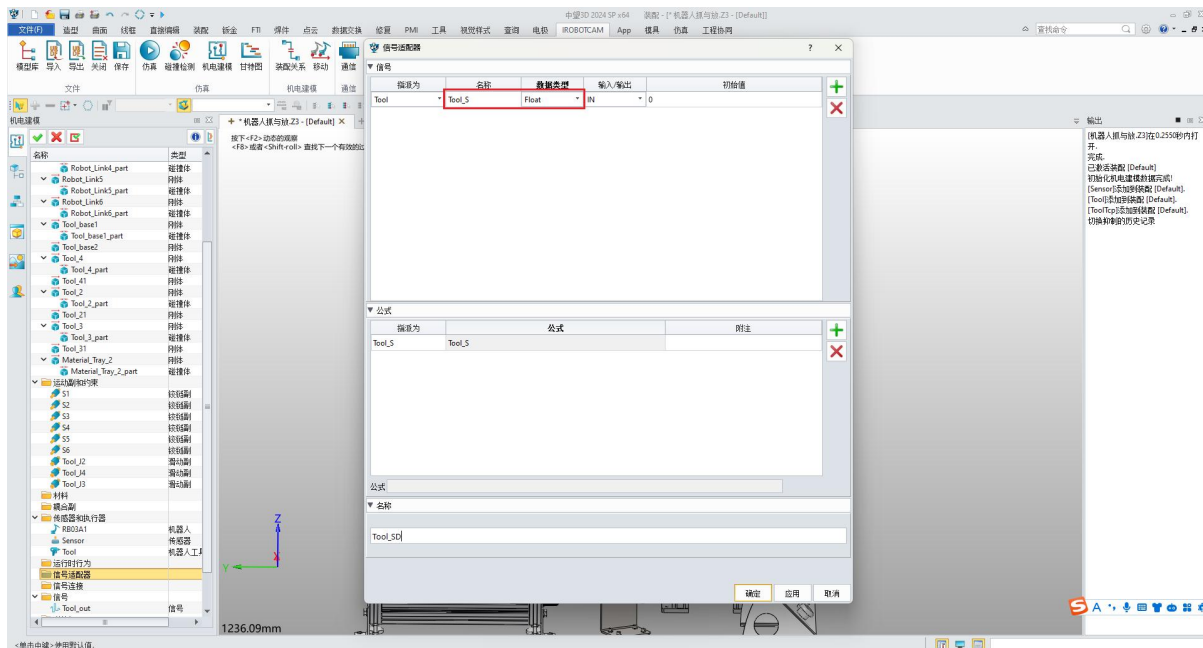 中望3D 2024 SP x64 装配 - [* 机器人抓与放.Z3 - [Default]]
文件(F) 造型 曲面 线框 直接编辑 装配 钣金 FTI 焊件 点云 数据交换 修复 PMI 工具 视觉样式 查询 电极 IROBOTCAM App 模具 仿真 工程协同 查找命令
模型库 导入 导出 关闭 保存 仿真 碰撞检测 机电建模 甘特图 装配关系 移动 通信
文件 仿真 机电建模 通信
机电建模
* 机器人抓与放.Z3 - [Default]
按下<F2>动态的观察
<F8>或者<Shift-roll> 查找下一个有效的
名称 类型
Robot_Link4_part 碰撞体
Robot_Link5 刚体
Robot_Link5_part 碰撞体
Robot_Link6 刚体
Robot_Link6_part 碰撞体
Tool_base1 刚体
Tool_base1_part 碰撞体
Tool_base2 刚体
Tool_4 刚体
Tool_4_part 碰撞体
Tool_41 刚体
Tool_2 刚体
Tool_2_part 碰撞体
Tool_21 刚体
Tool_3 刚体
Tool_3_part 碰撞体
Tool_31 刚体
Material_Tray_2 刚体
Material_Tray_2_part 碰撞体
运动副和约束
S1 铰链副
S2 铰链副
S3 铰链副
S4 铰链副
S5 铰链副
S6 铰链副
Tool_J2 滑动副
Tool_J4 滑动副
Tool_J3 滑动副
材料
耦合副
传感器和执行器
RB03A1 机器人
Sensor 传感器
Tool 机器人工具
运行时行为
信号适配器
信号连接
信号
Tool_out 信号
Z
X
Y
1236.09mm
<单击中键>使用默认值.
信号适配器 ? ×
信号
指派为 名称 数据类型 输入/输出 初始值
Tool Tool_S Float IN 0
公式
指派为 公式 附注
Tool_S Tool_S
公式
名称
Tool_SD
确定 应用 取消
输出
[机器人抓与放.Z3]在0.2550秒内打
开.
完成.
已激活装配 [Default]
初始化机电建模数据完成!
[Sensor]添加到装配 [Default].
[Tool]添加到装配 [Default].
[ToolTcp]添加到装配 [Default].
切换抑制的历史记录